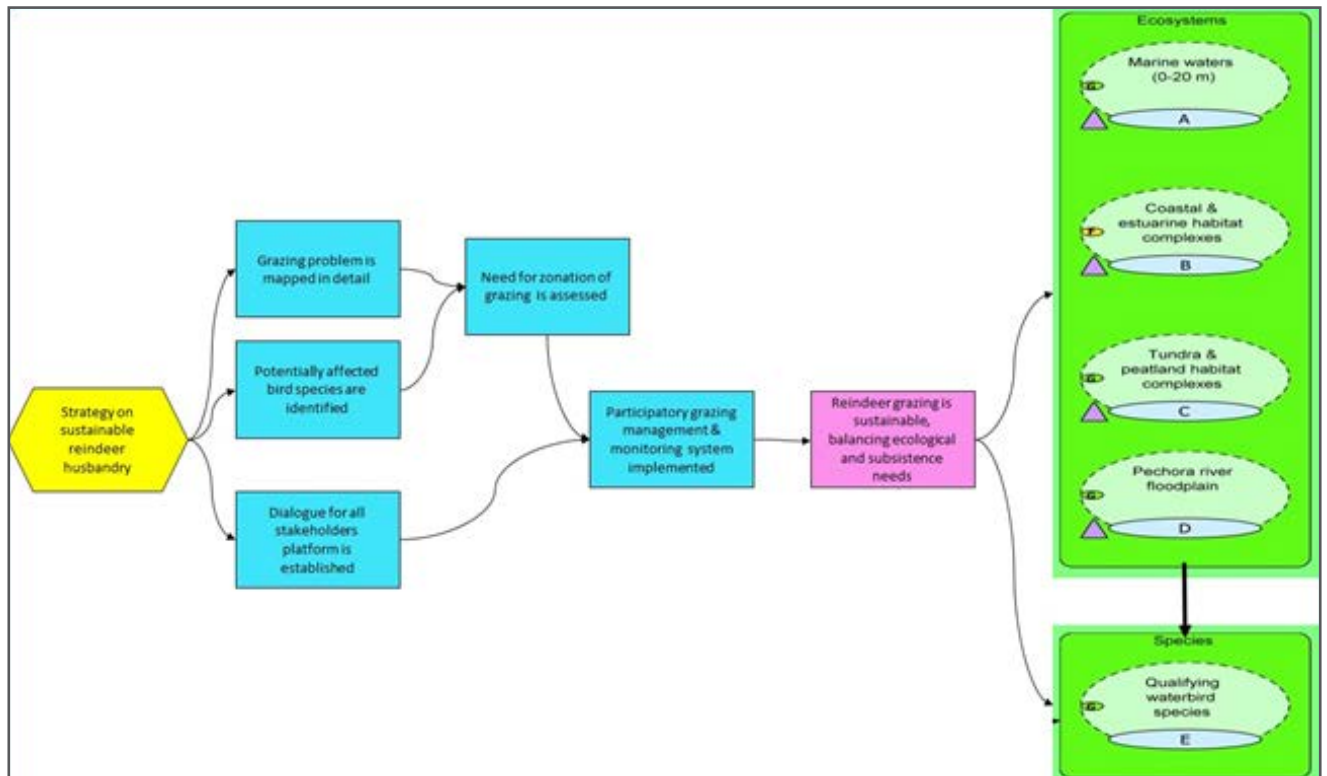 Strategy on
sustainable
reindeer
husbandry
Grazing problem is
mapped in detail
Potentially affected
bird species are
identified
Dialogue for all
stakeholders
platform is
established
Need for zonation of
grazing is assessed
Participatory grazing
management &
monitoring system
implemented
Reindeer grazing is
sustainable,
balancing ecological
and subsistence
needs
Ecosystems
Marine waters
(0-20 m)
G
A
Coastal &
estuarine habitat
complexes
F
B
Tundra &
peatland habitat
complexes
G
C
Pechora river
floodplain
G
D
Species
Qualifying
waterbird
species
G
E